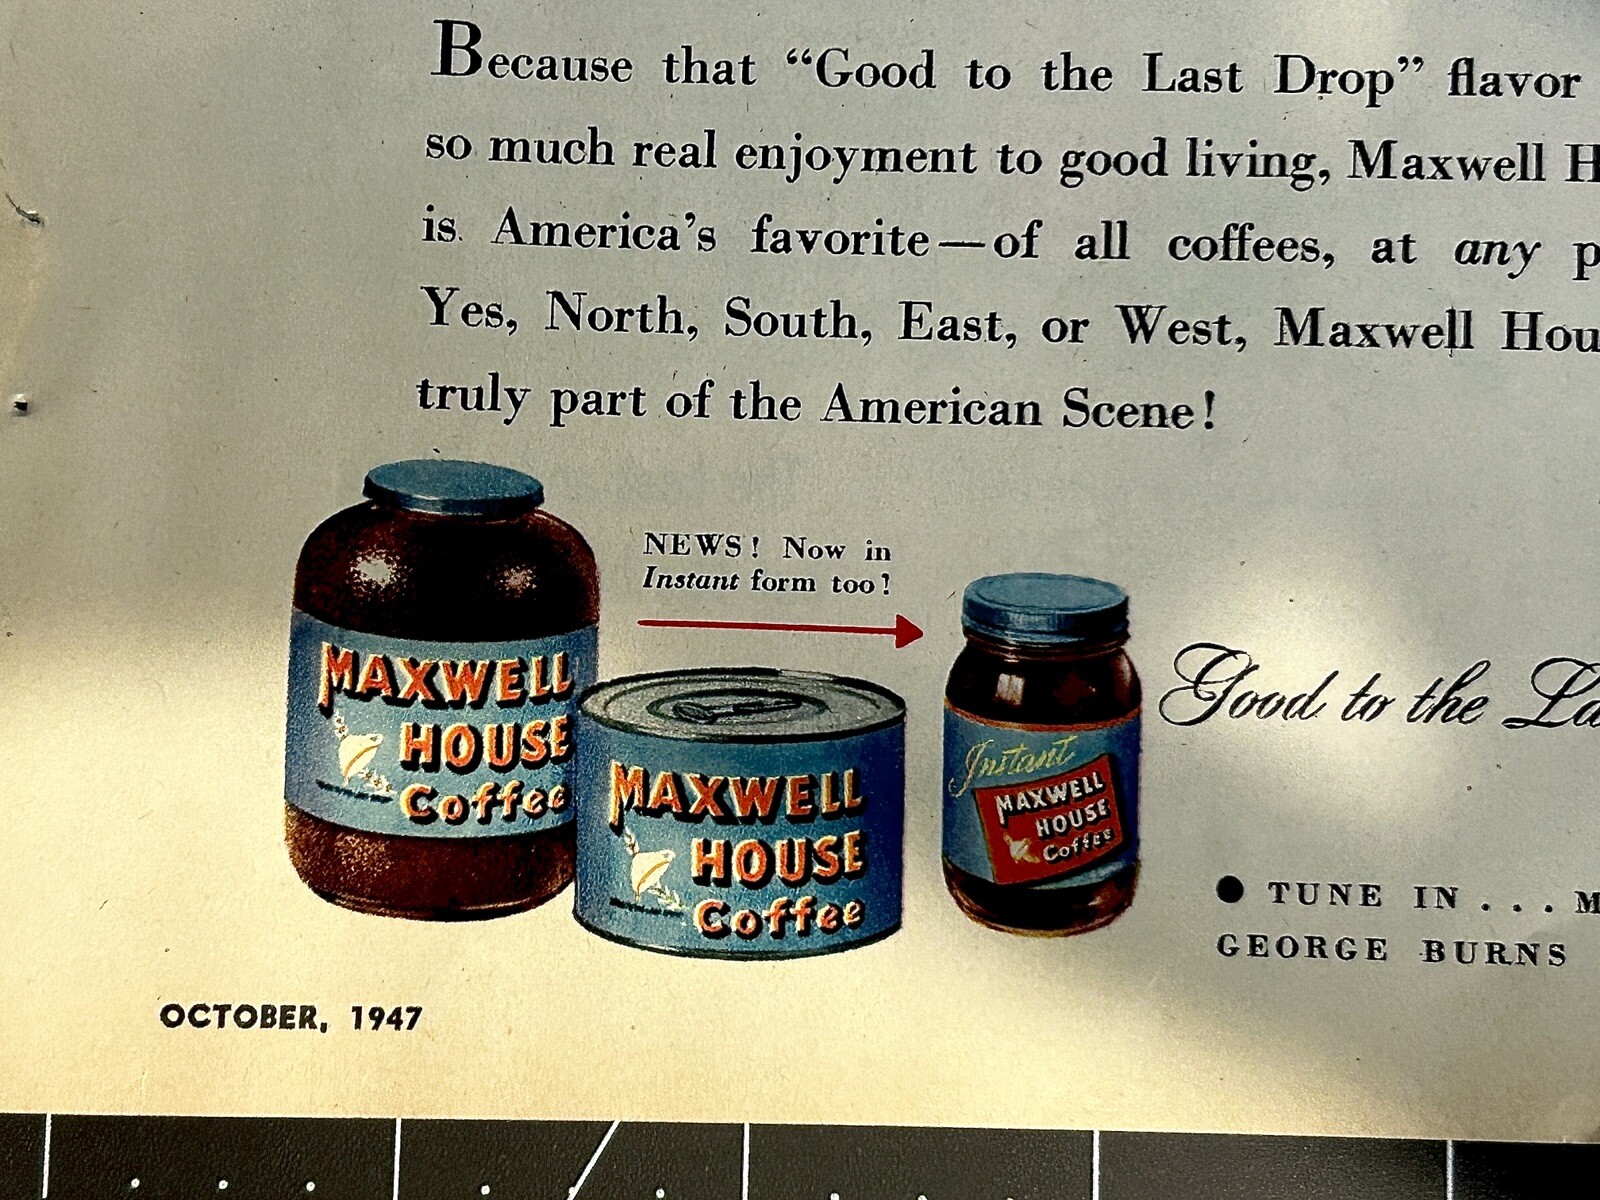 Because that “Good to the Last Drop” flavor
so much real enjoyment to good living, Maxwell H
is America’s favorite—of all coffees, at any p
Yes, North, South, East, or West, Maxwell Hou
truly part of the American Scene!
NEWS! Now in
Instant form too!
MAXWELL
HOUSE
Coffee
MAXWELL
HOUSE
Coffee
Instant
MAXWELL
HOUSE
Coffee
Good to the La
● TUNE IN . . . M
GEORGE BURNS
OCTOBER, 1947